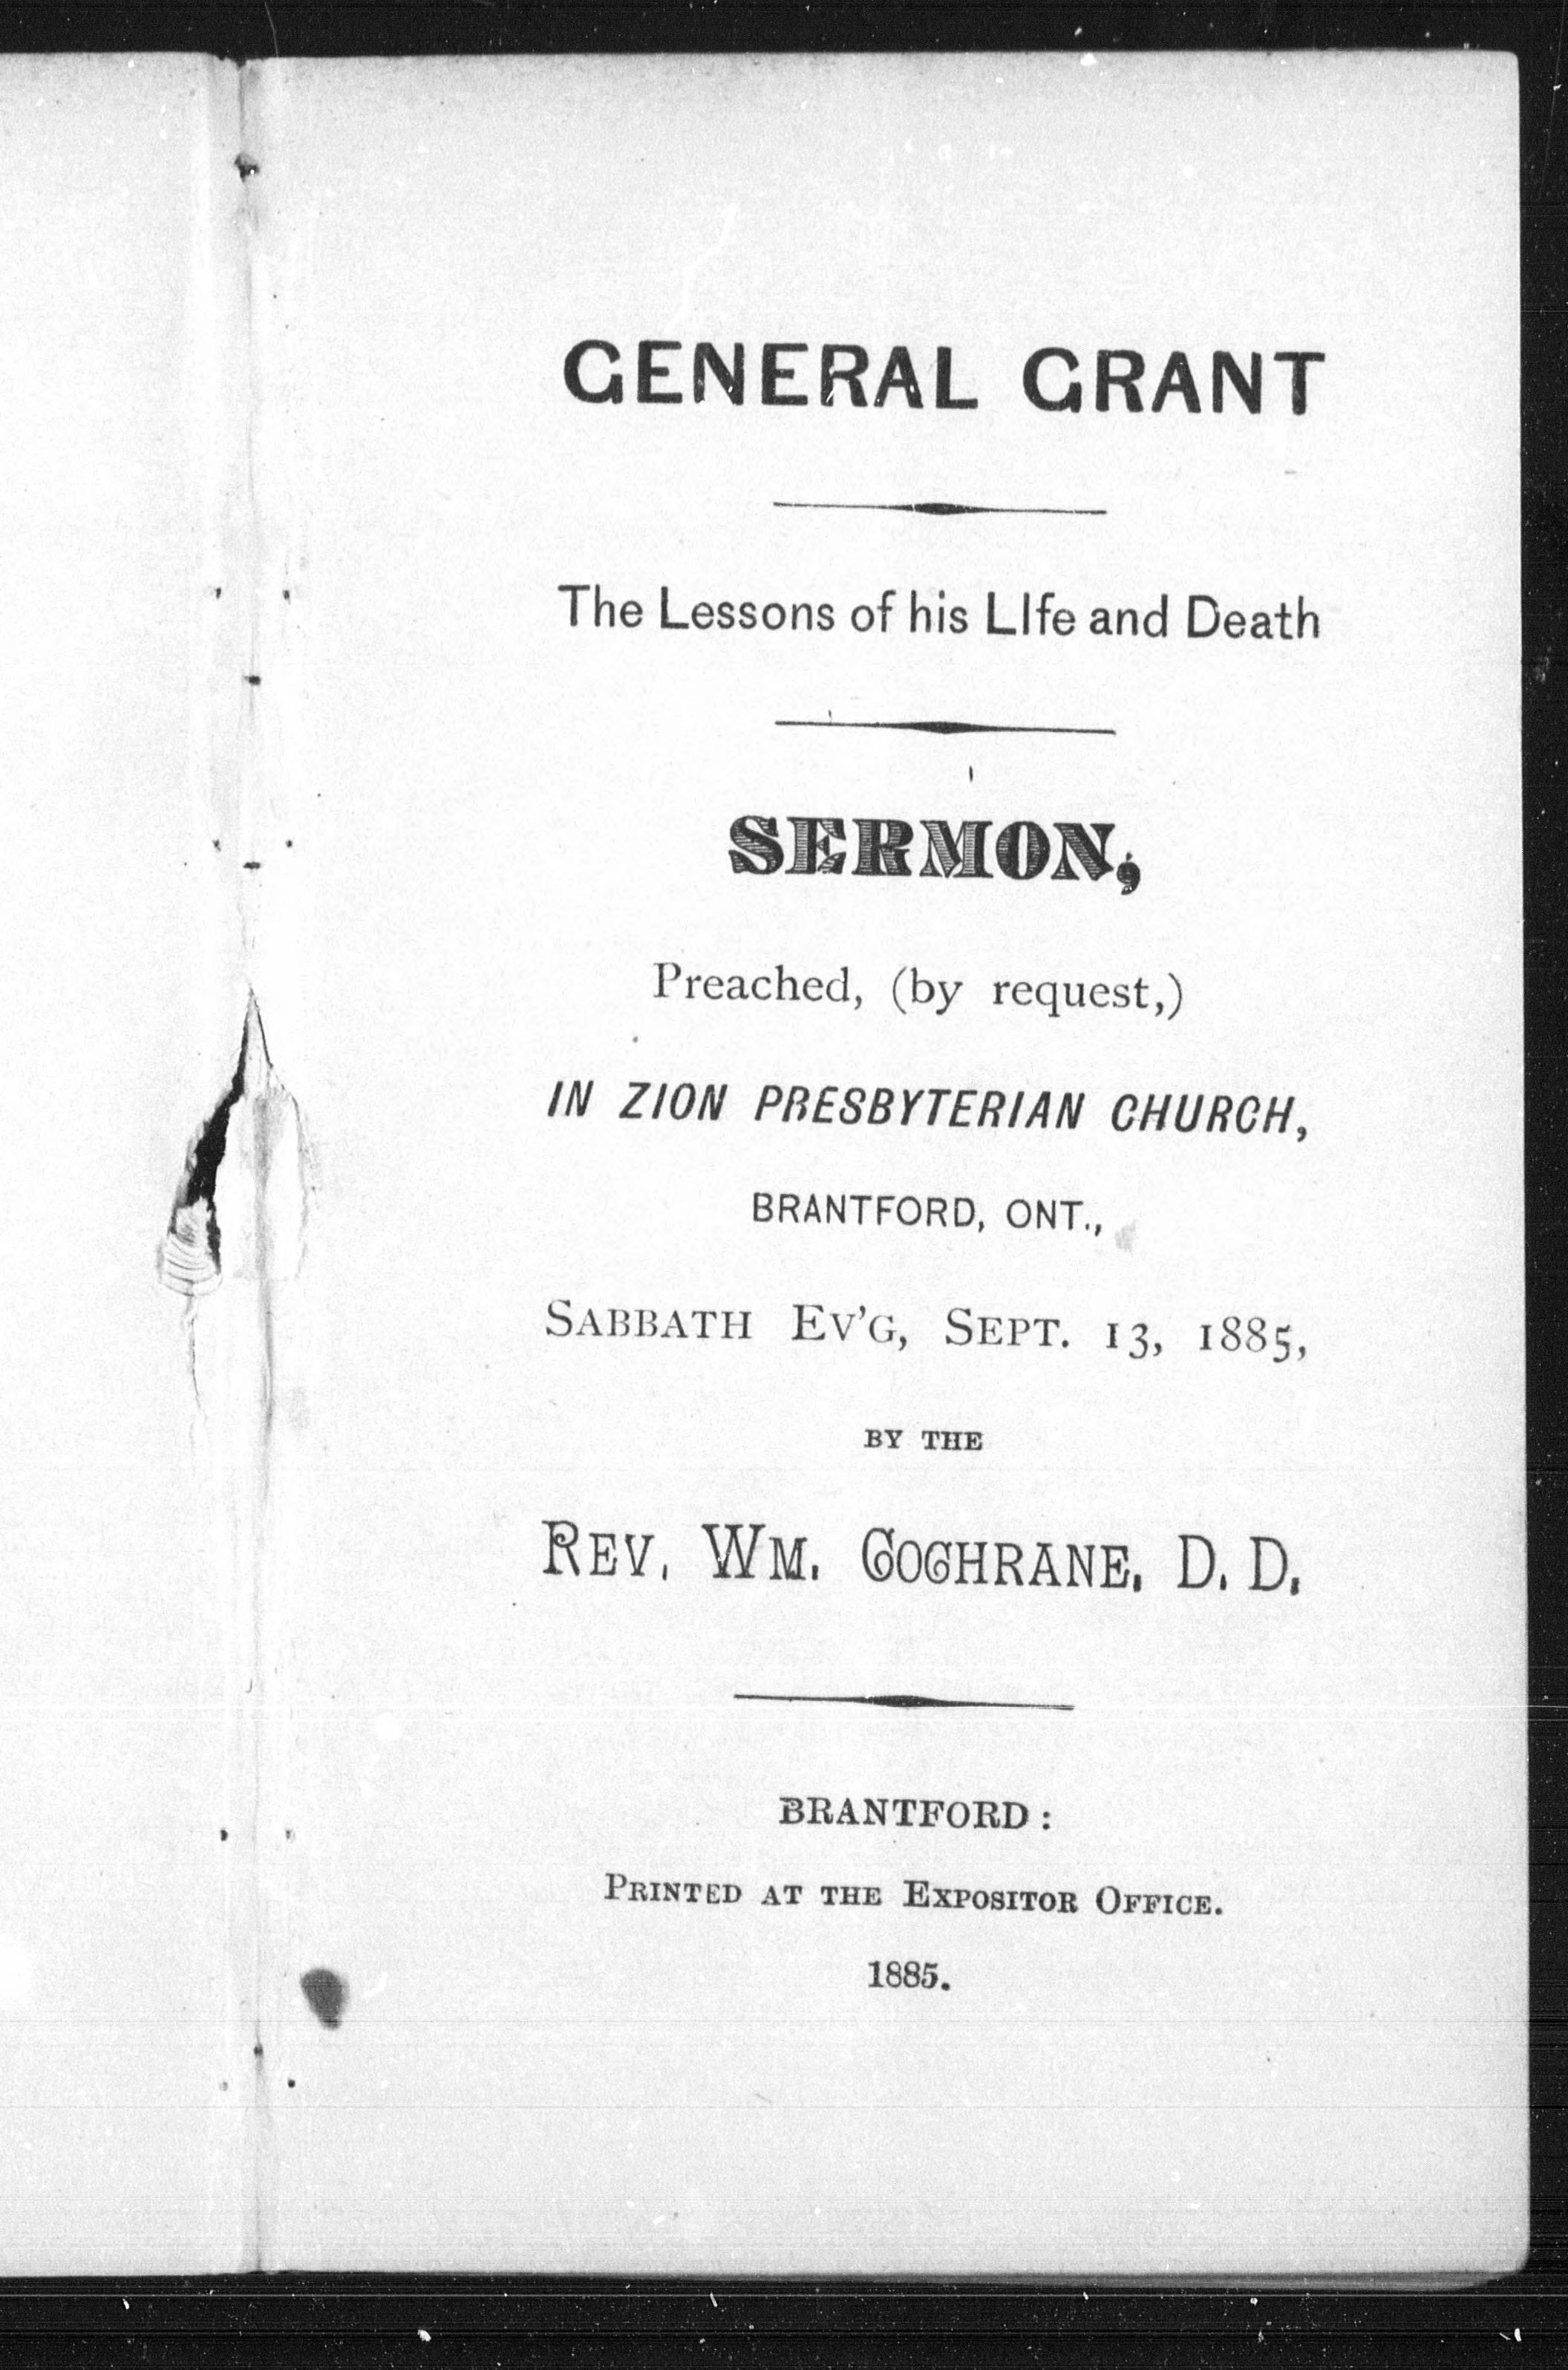 GENERAL GRANT
The Lessons of his LIfe and Death
SERMON,
Preached, (by request,)
IN ZION PRESBYTERIAN CHURCH,
BRANTFORD, ONT.,
SABBATH EV'G, SEPT. 13, 1885,
BY THE
REV. WM. COCHRANE, D. D.
BRANTFORD :
PRINTED AT THE EXPOSITOR OFFICE.
1885.